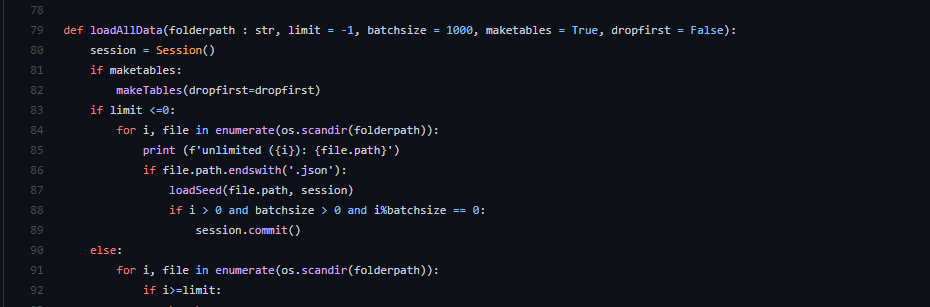 78
79 def loadAllData(folderpath : str, limit = -1, batchsize = 1000, maketables = True, dropfirst = False):
80     session = Session()
81     if maketables:
82         makeTables(dropfirst=dropfirst)
83     if limit <=0:
84         for i, file in enumerate(os.scandir(folderpath)):
85             print (f'unlimited ({i}): {file.path}')
86             if file.path.endswith('.json'):
87                 loadSeed(file.path, session)
88                 if i > 0 and batchsize > 0 and i%batchsize == 0:
89                     session.commit()
90     else:
91         for i, file in enumerate(os.scandir(folderpath)):
92             if i>=limit: